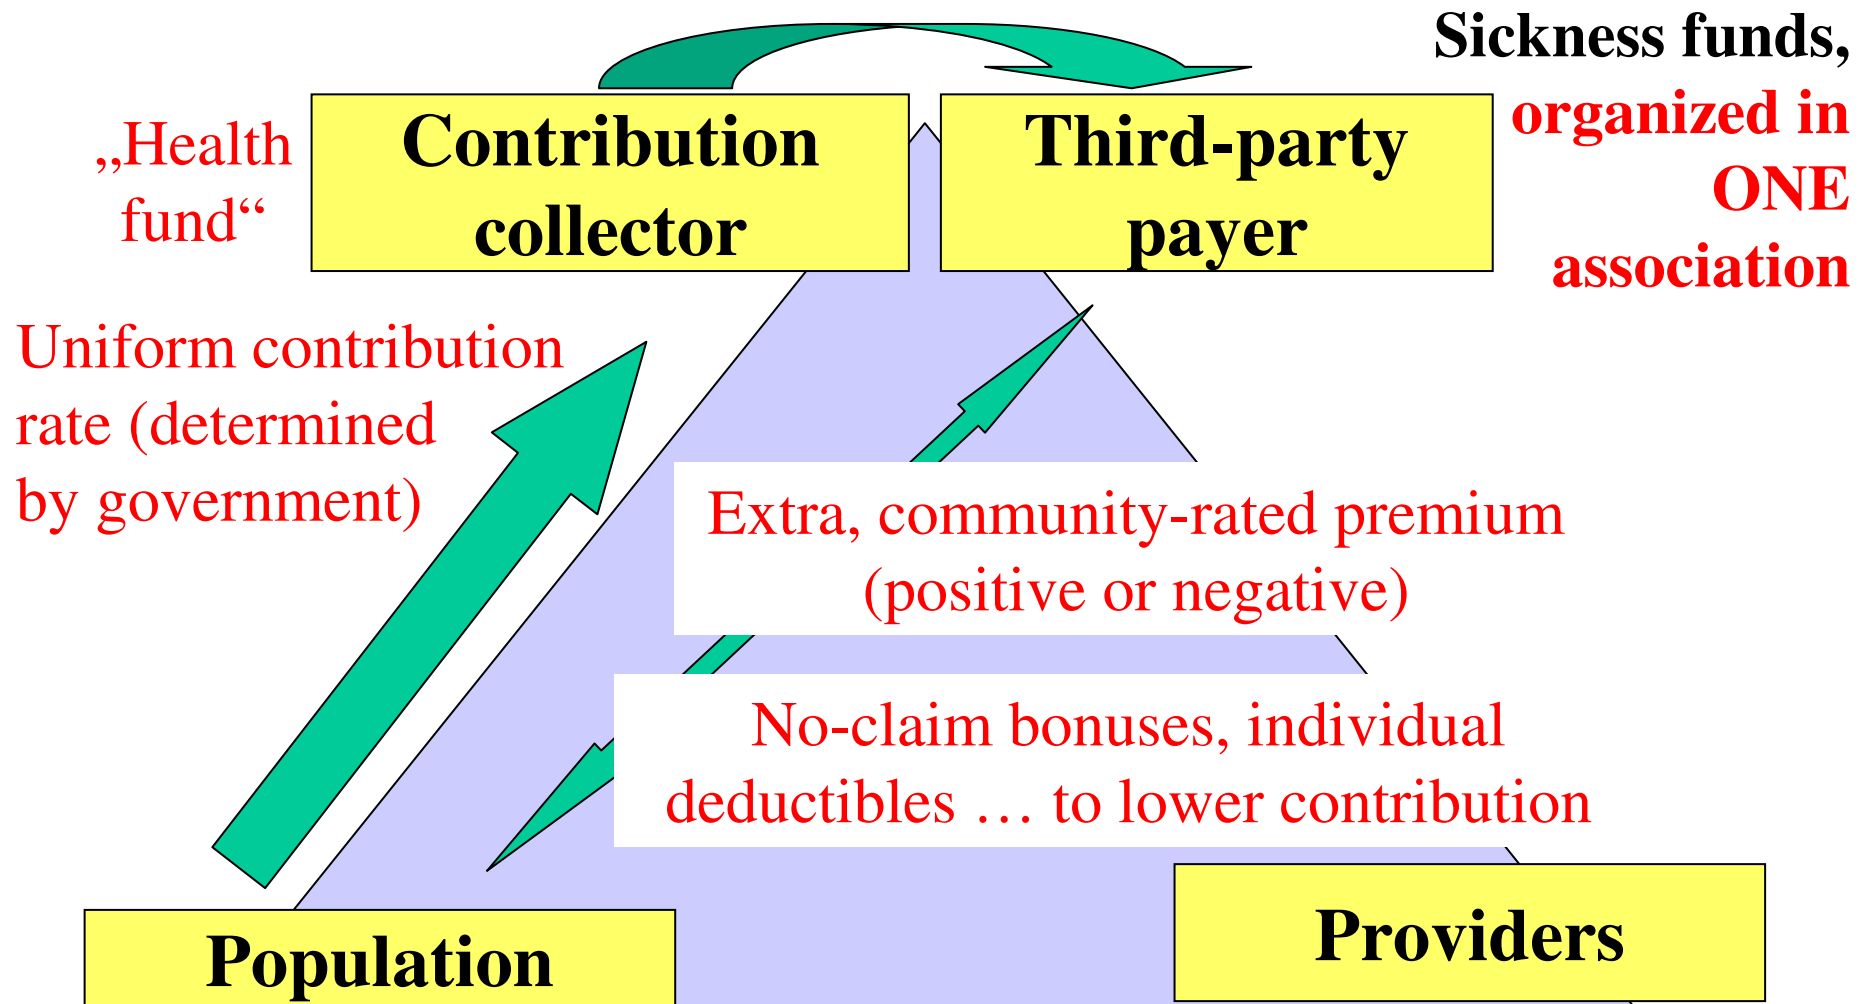 Sickness funds,
organized in
ONE
association
„Health
fund“
Contribution
collector
Third-party
payer
Uniform contribution
rate (determined
by government)
Extra, community-rated premium
(positive or negative)
No-claim bonuses, individual
deductibles … to lower contribution
Population
Providers